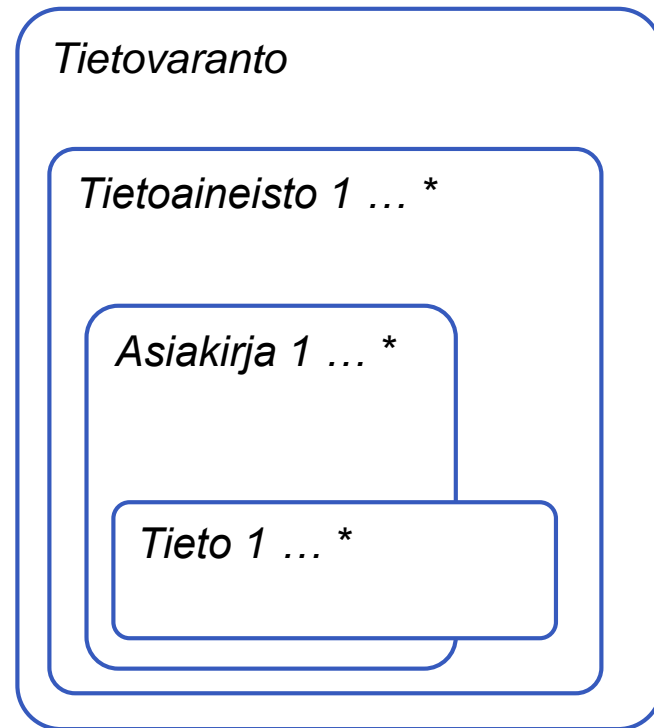 Tietovaranto
Tietoaineisto 1 … *
Asiakirja 1 … *
Tieto 1 … *